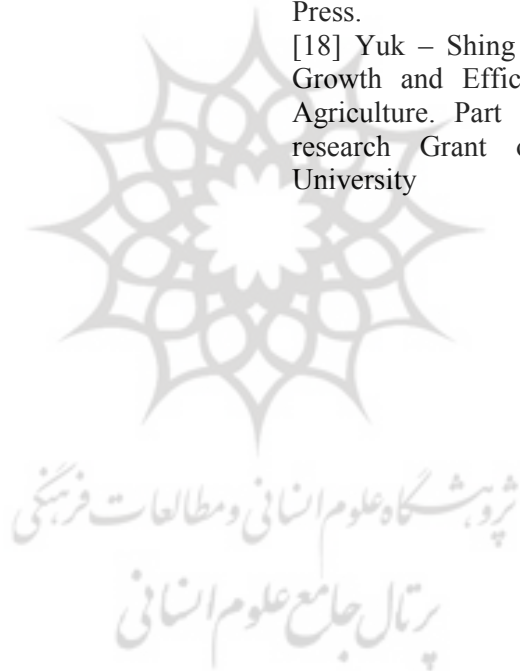 Press.
[18] Yuk – Shing
Growth and Effic
Agriculture. Part
research Grant
University
پژوهشگاه علوم انسانی و مطالعات فرهنگی
پرتال جامع علوم انسانی